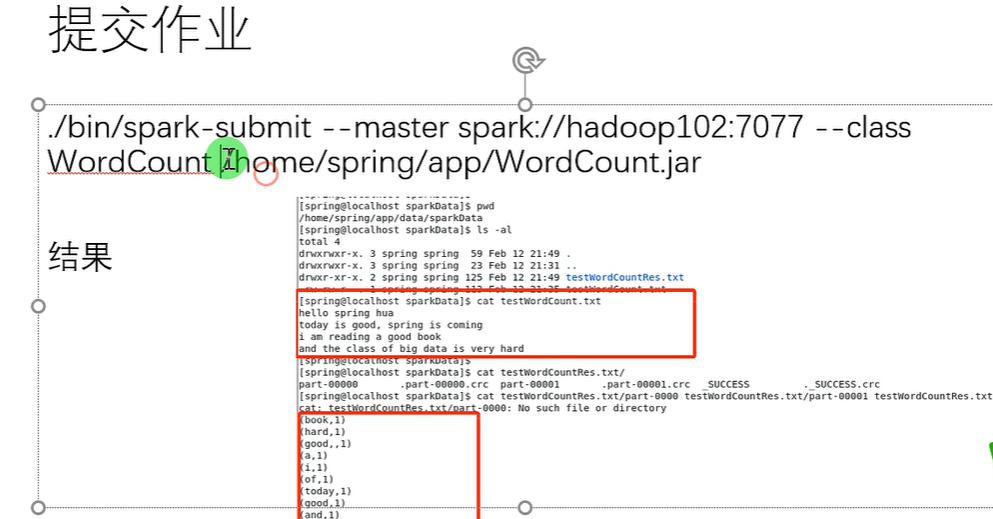 提交作业
./bin/spark-submit --master spark://hadoop102:7077 --class
WordCount /home/spring/app/WordCount.jar
结果
[spring@localhost sparkData]$ pwd
/home/spring/app/data/sparkData
[spring@localhost sparkData]$ ls -al
total 4
drwxrwxr-x. 3 spring spring  59 Feb 12 21:49 .
drwxrwxr-x. 3 spring spring  23 Feb 12 21:31 ..
drwxr-xr-x. 2 spring spring 125 Feb 12 21:49 testWordCountRes.txt
[spring@localhost sparkData]$ cat testWordCount.txt
hello spring hua
today is good, spring is coming
i am reading a good book
and the class of big data is very hard
[spring@localhost sparkData]$
[spring@localhost sparkData]$ cat testWordCountRes.txt/
part-00000 .part-00000.crc part-00001 .part-00001.crc _SUCCESS ._SUCCESS.crc
[spring@localhost sparkData]$ cat testWordCountRes.txt/part-0000 testWordCountRes.txt/part-00001 testWordCountRes.txt
cat: testWordCountRes.txt/part-0000: No such file or directory
(book,1)
(hard,1)
(good,,1)
(a,1)
(i,1)
(of,1)
(today,1)
(good,1)
(and,1)